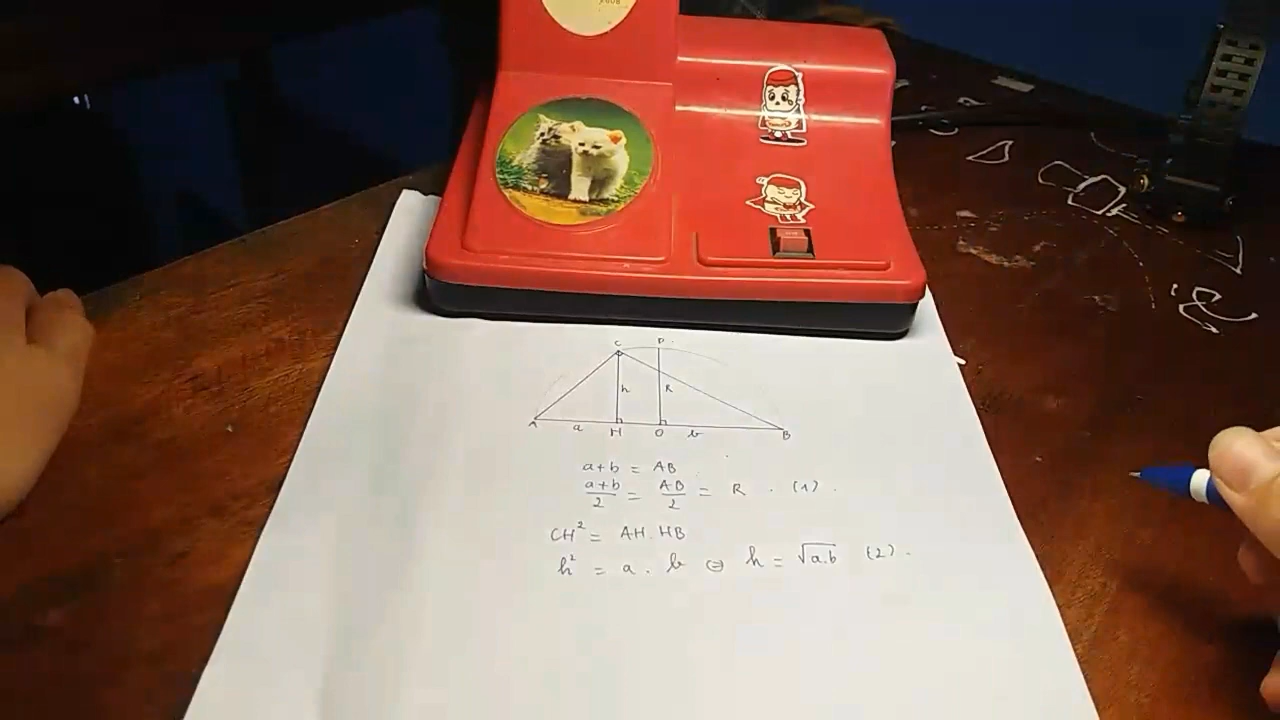 C D
h R
A a H O b B
a+b = AB
a+b/2 = AB/2 = R . (1) .
CH² = AH.HB
h² = a . b ⇔ h = √a.b (2) .